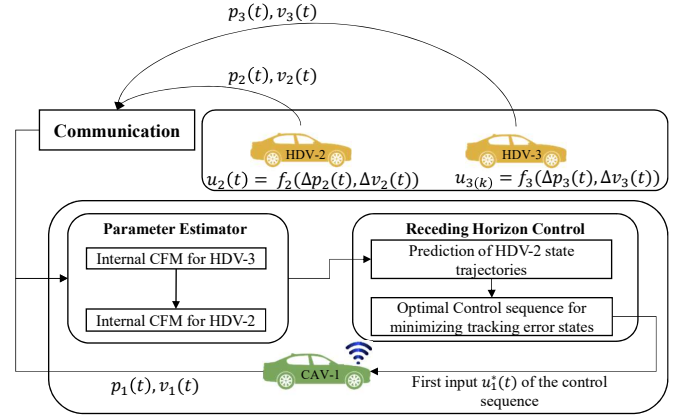 p₃(t), v₃(t)
p₂(t), v₂(t)
Communication
HDV-2
HDV-3
u₂(t) = f₂(Δp₂(t), Δv₂(t))
u₃₍ₖ₎ = f₃(Δp₃(t), Δv₃(t))
Parameter Estimator
Internal CFM for HDV-3
Internal CFM for HDV-2
Receding Horizon Control
Prediction of HDV-2 state
trajectories
Optimal Control sequence for
minimizing tracking error states
CAV-1
p₁(t), v₁(t)
First input u₁*(t) of the control
sequence